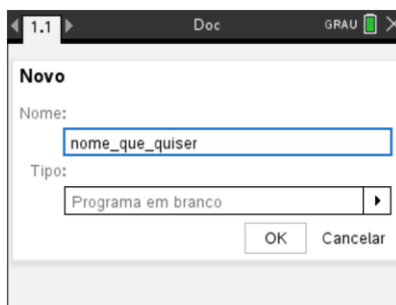 1.1 Doc GRAU
Novo
Nome:
nome_que_quiser
Tipo:
Programa em branco
OK Cancelar